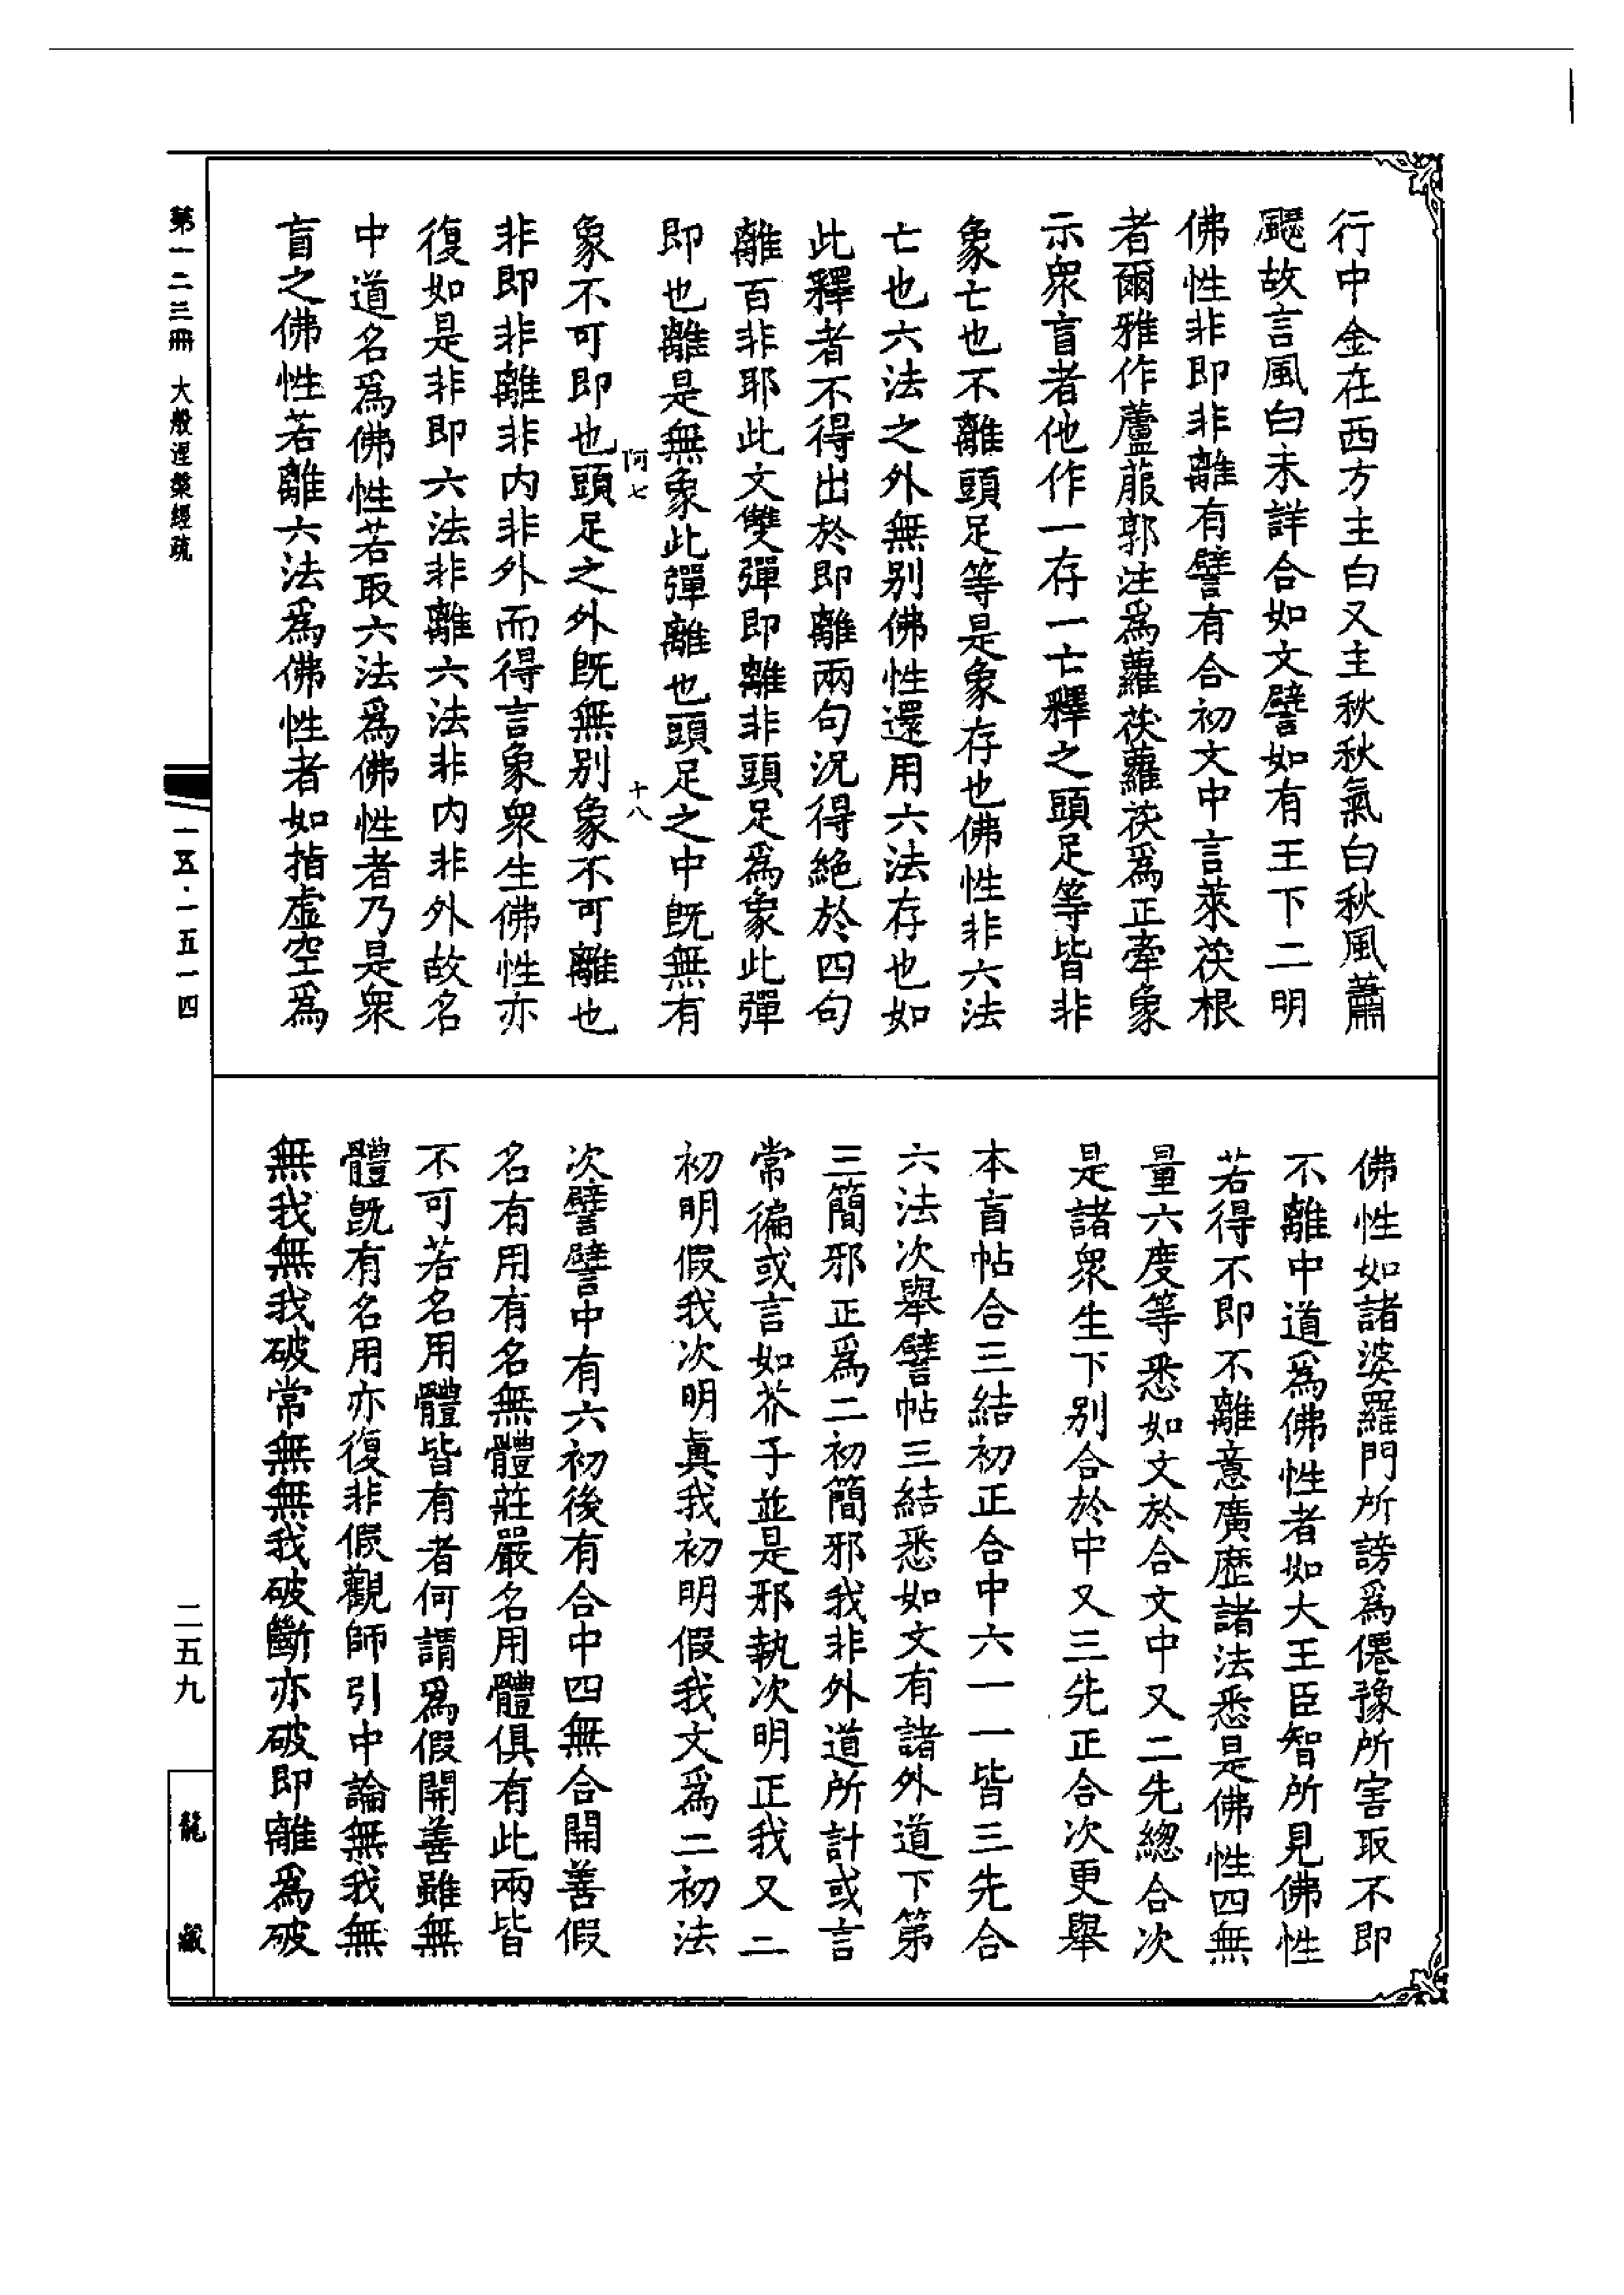 行中金在西方主白又主秋秋氣白秋風蕭
颸故言風白未詳合如文譬如有王下二明
佛性非即非離有譬有合初文中言萊茯根
者爾雅作蘆菔郭注爲蘿茯蘿茯爲正牽象
示衆盲者他作一存一亡釋之頭足等皆非
象亡也不離頭足等是象存也佛性非六法
亡也六法之外無別佛性還用六法存也如
此釋者不得出於即離兩句況得絶於四句
離百非耶此文雙彈即離非頭足爲象此彈
即也離是無象此彈離也頭足之中旣無有
阿七 十八
象不可即也頭足之外旣無別象不可離也
非即非離非内非外而得言象衆生佛性亦
復如是非即六法非離六法非内非外故名
中道名爲佛性若取六法爲佛性者乃是衆
盲之佛性若離六法爲佛性者如指虛空爲
佛性如諸婆羅門所謗爲僊豫所害取不即
不離中道爲佛性者如大王臣智所見佛性
若得不即不離意廣歷諸法悉是佛性四無
量六度等悉如文於合文中又二先總合次
是諸衆生下別合於中又三先正合次更舉
本盲帖合三結初正合中六一一皆三先合
六法次舉譬帖三結悉如文有諸外道下第
三簡邪正爲二初簡邪我非外道所計或言
常徧或言如芥子並是邪執次明正我又二
初明假我次明眞我初明假我文爲二初法
次譬譬中有六初後有合中四無合開善假
名有用有名無體莊嚴名用體俱有此兩皆
不可若名用體皆有者何謂爲假開善雖無
體旣有名用亦復非假觀師引中論無我無
無我無我破常無無我破斷亦破即離爲破
第一二三冊 大般涅槃經疏
一五·一五一四
二五九
龍藏